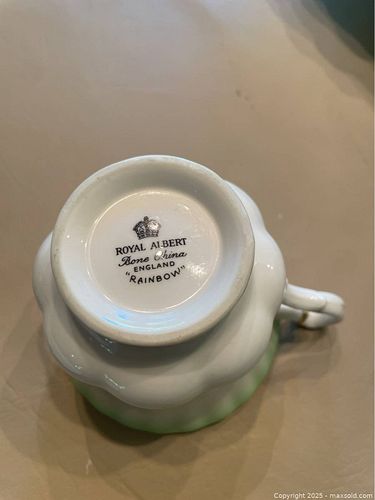 ROYAL ALBERT
Bone China
ENGLAND
"RAINBOW"
Copyright 2025 - maxsold.com